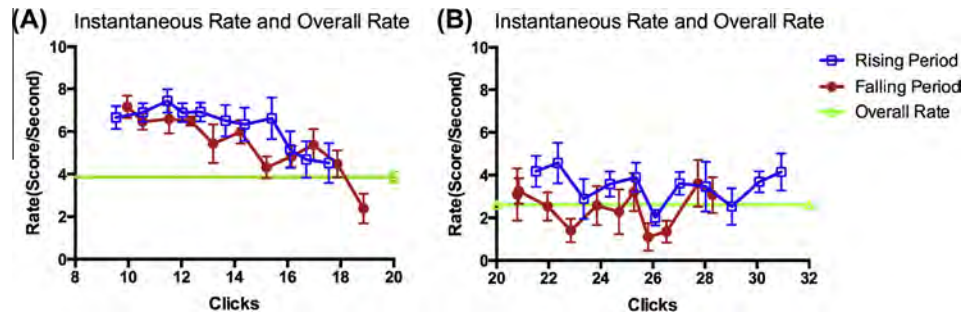 (A) Instantaneous Rate and Overall Rate
Rate(Score/Second)
10
8
6
4
2
0
10 12 14 16 18 20
Clicks
(B) Instantaneous Rate and Overall Rate
Rate(Score/Second)
10
8
6
4
2
0
20 22 24 26 28 30 32
Clicks
Rising Period
Falling Period
Overall Rate